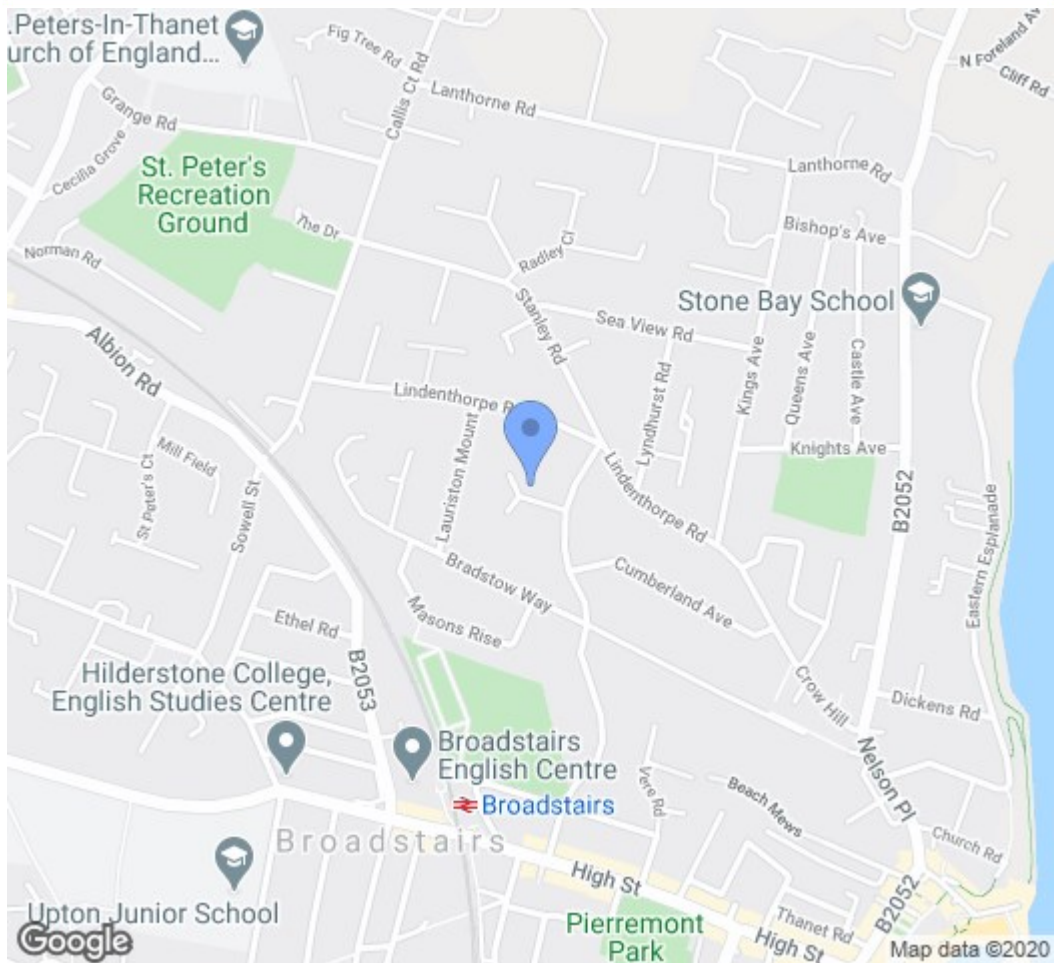 .Peters-In-Thanet
urch of England...
Fig Tree Rd
Callis Ct Rd
Lanthorne Rd
N Foreland Av
Cliff Rd
Grange Rd
Cecilia Grove
St. Peter's
Recreation
Ground
Lanthorne Rd
The Dr
Bishop's Ave
Norman Rd
Radley Cl
Stone Bay School
Stanley Rd
Sea View Rd
Albion Rd
Kings Ave
Queens Ave
Castle Ave
Lyndhurst Rd
Lindenthorpe R
Lauriston Mount
Mill Field
St Peter's Ct
Sowell St
Knights Ave
Lindenthorpe Rd
B2052
Eastern Esplanade
Bradstow Way
Cumberland Ave
Masons Rise
Ethel Rd
B2053
Hilderstone College,
English Studies Centre
Crow Hill
Dickens Rd
Broadstairs
English Centre
Nelson Pl
Vere Rd
Beach Mews
Broadstairs
Broadstairs
Church Rd
High St
Upton Junior School
Pierremont
Park
Thanet Rd
B2052
High St
Google
Map data ©2020